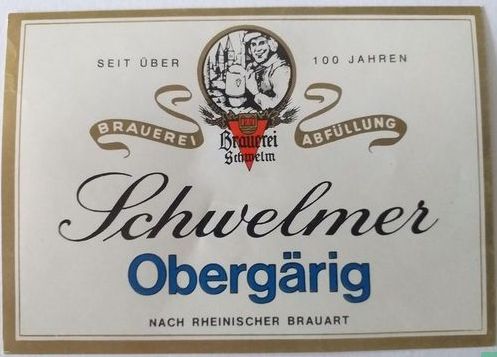 SEIT ÜBER 100 JAHREN
BRAUEREI ABFÜLLUNG
Brauerei
Schwelm
Schwelmer
Obergärig
NACH RHEINISCHER BRAUART